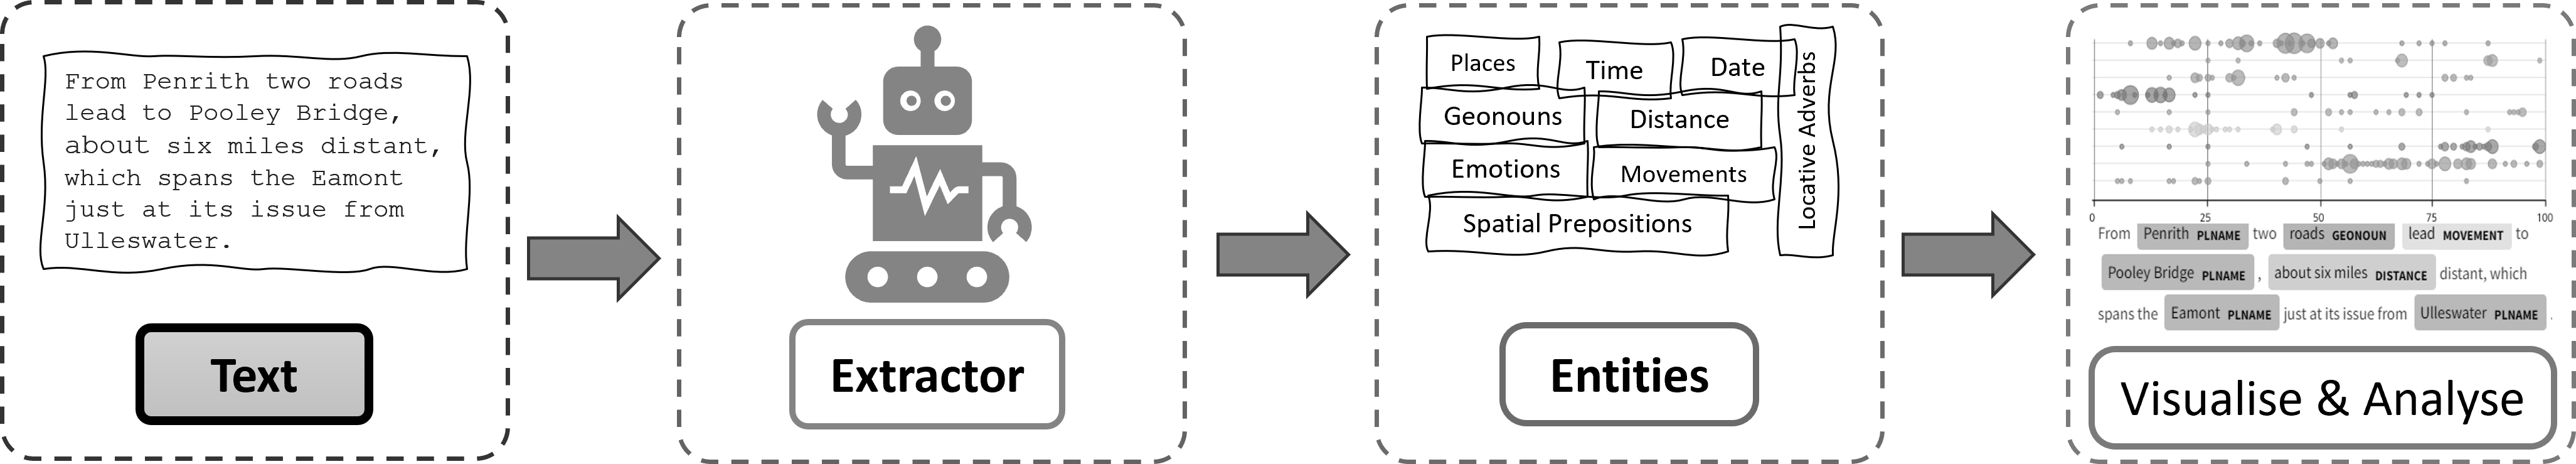 From Penrith two roads
lead to Pooley Bridge,
about six miles distant,
which spans the Eamont
just at its issue from
Ulleswater.
Text
Extractor
Places
Time
Date
Geonouns
Distance
Emotions
Movements
Spatial Prepositions
Locative Adverbs
Entities
0 25 50 75 100
From Penrith PLNAME two roads GEONOUN lead MOVEMENT to
Pooley Bridge PLNAME , about six miles DISTANCE distant, which
spans the Eamont PLNAME just at its issue from Ulleswater PLNAME .
Visualise & Analyse